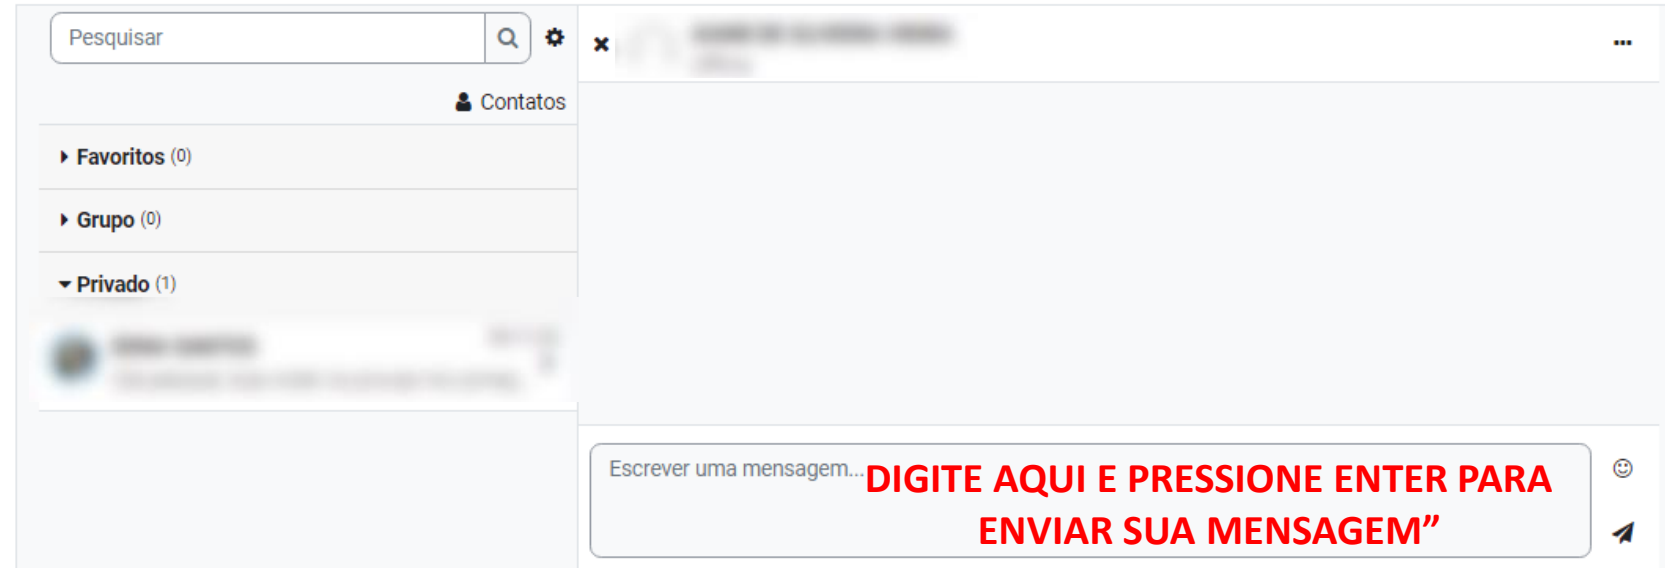 Pesquisar
Contatos
Favoritos (0)
Grupo (0)
Privado (1)
Escrever uma mensagem...
DIGITE AQUI E PRESSIONE ENTER PARA
ENVIAR SUA MENSAGEM”